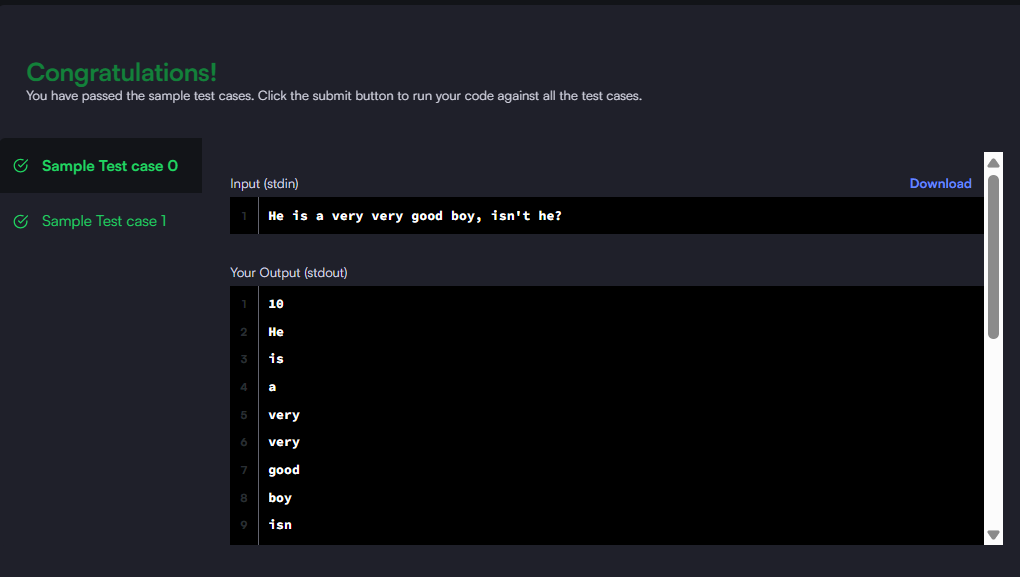 Congratulations!
You have passed the sample test cases. Click the submit button to run your code against all the test cases.
Sample Test case 0
Sample Test case 1
Input (stdin)
Download
1 He is a very very good boy, isn't he?
Your Output (stdout)
1 10
2 He
3 is
4 a
5 very
6 very
7 good
8 boy
9 isn